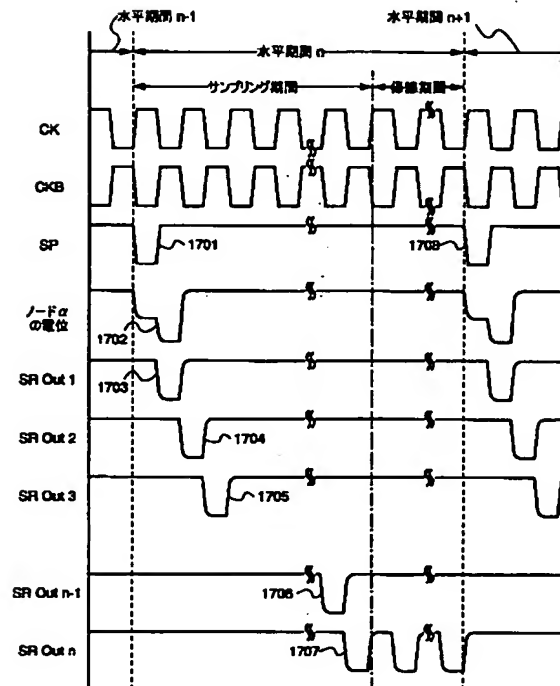 水平期間 n-1
水平期間 n+1
水平期間 n
サンプリング期間
帰線期間
CK
CKB
SP
1701
1708
ノードα
の電位
1702
SR Out 1
1703
SR Out 2
1704
SR Out 3
1705
SR Out n-1
1706
SR Out n
1707